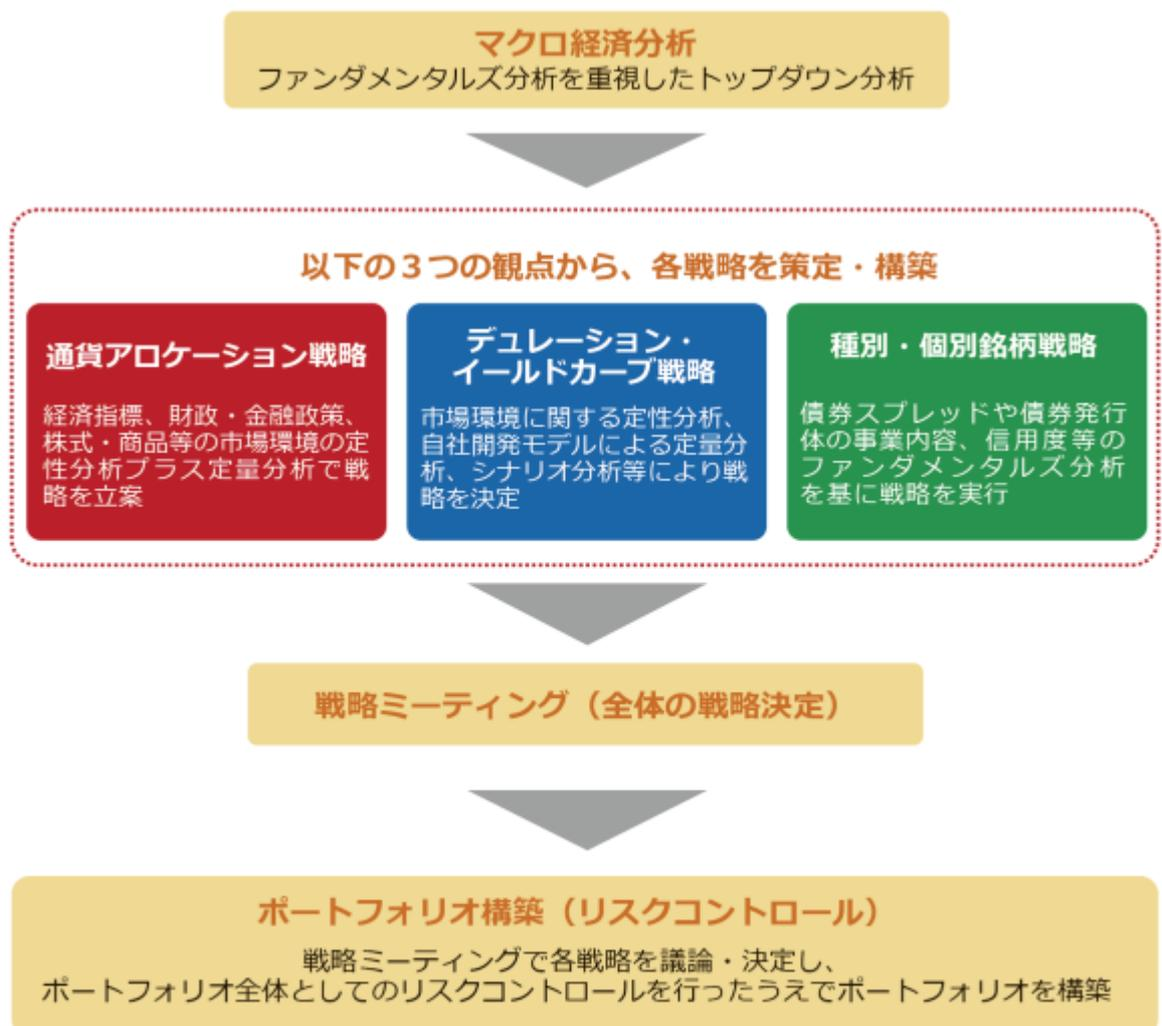 マクロ経済分析
ファンダメンタルズ分析を重視したトップダウン分析
以下の３つの観点から、各戦略を策定・構築
通貨アロケーション戦略
経済指標、財政・金融政策、
株式・商品等の市場環境の定
性分析プラス定量分析で戦
略を立案
デュレーション・
イールドカーブ戦略
市場環境に関する定性分析、
自社開発モデルによる定量分
析、シナリオ分析等により戦
略を決定
種別・個別銘柄戦略
債券スプレッドや債券発行
体の事業内容、信用度等の
ファンダメンタルズ分析
を基に戦略を実行
戦略ミーティング（全体の戦略決定）
ポートフォリオ構築（リスクコントロール）
戦略ミーティングで各戦略を議論・決定し、
ポートフォリオ全体としてのリスクコントロールを行ったうえでポートフォリオを構築